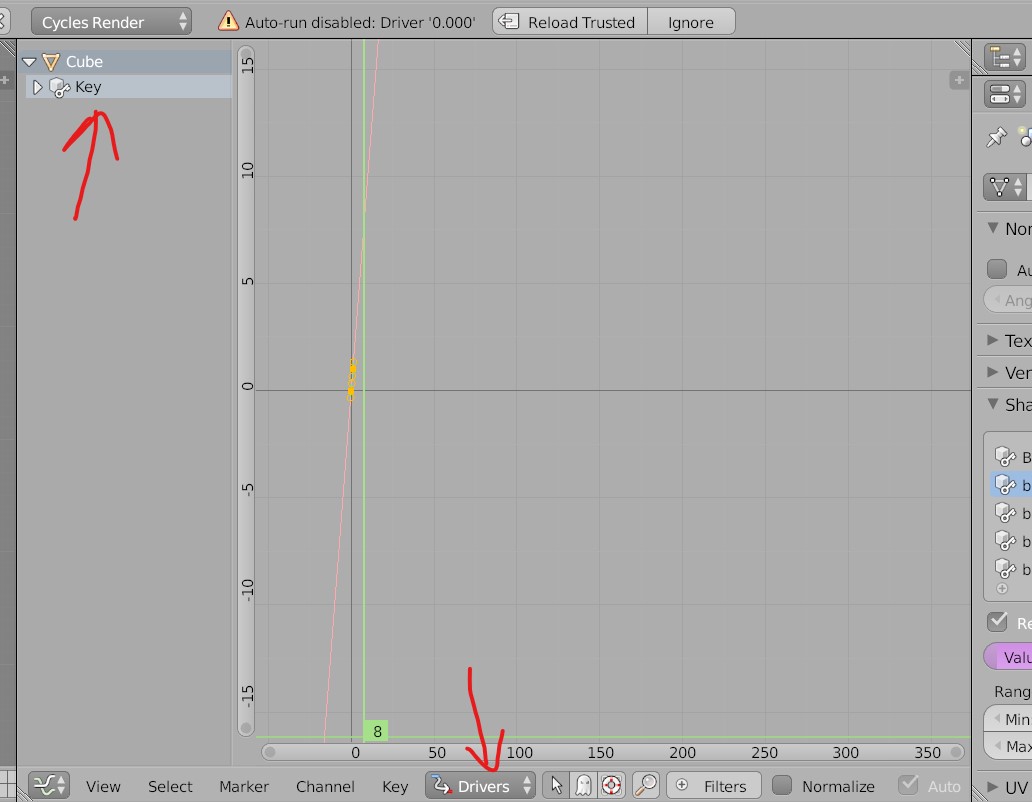 Cycles Render
Auto-run disabled: Driver '0.000'
Reload Trusted
Ignore
Cube
Key
15
10
5
0
-5
-10
-15
8
0 50 100 150 200 250 300 350
View Select Marker Channel Key Drivers Filters Normalize Auto
Nor
Au
Ang
Tex
Ver
Sha
B
b
b
b
b
Re
Valu
Rang
Min
Max
UV